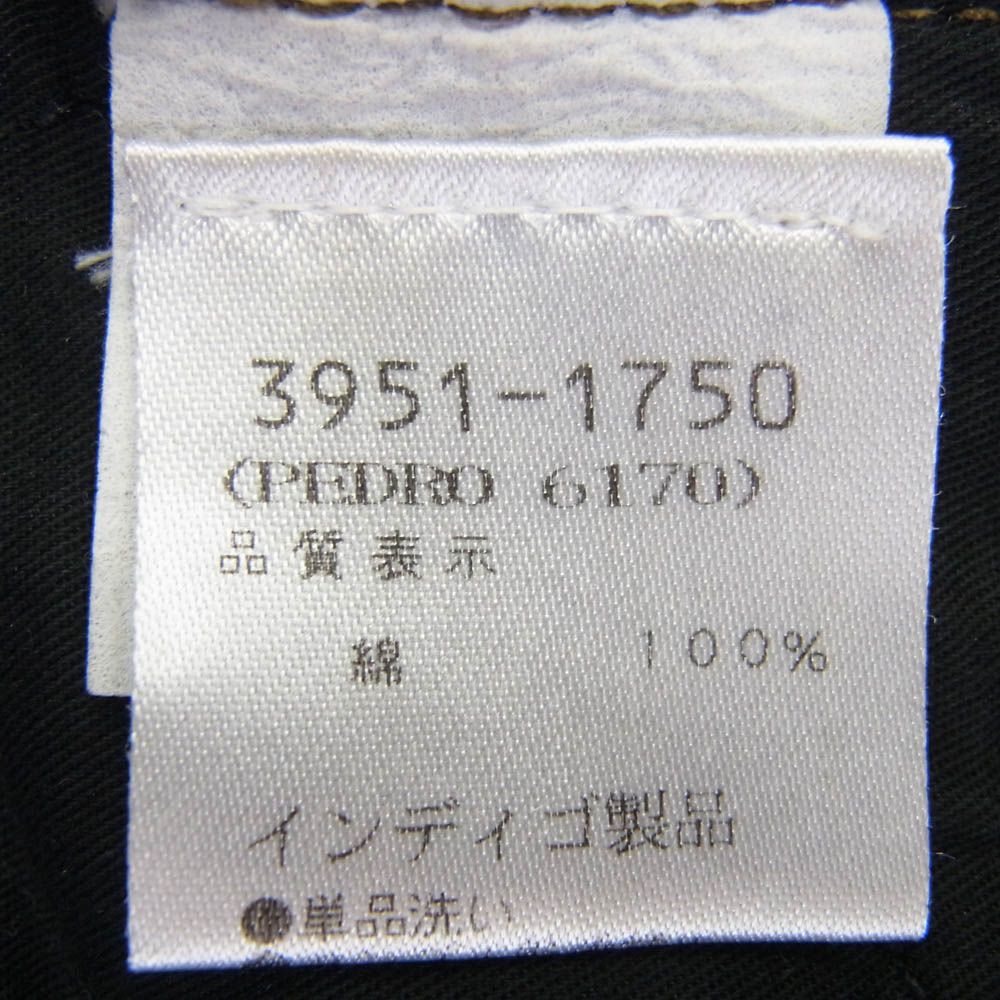 3951-1750
(PEDRO 6170)
品質表示
綿 100%
インディゴ製品
●単品洗い